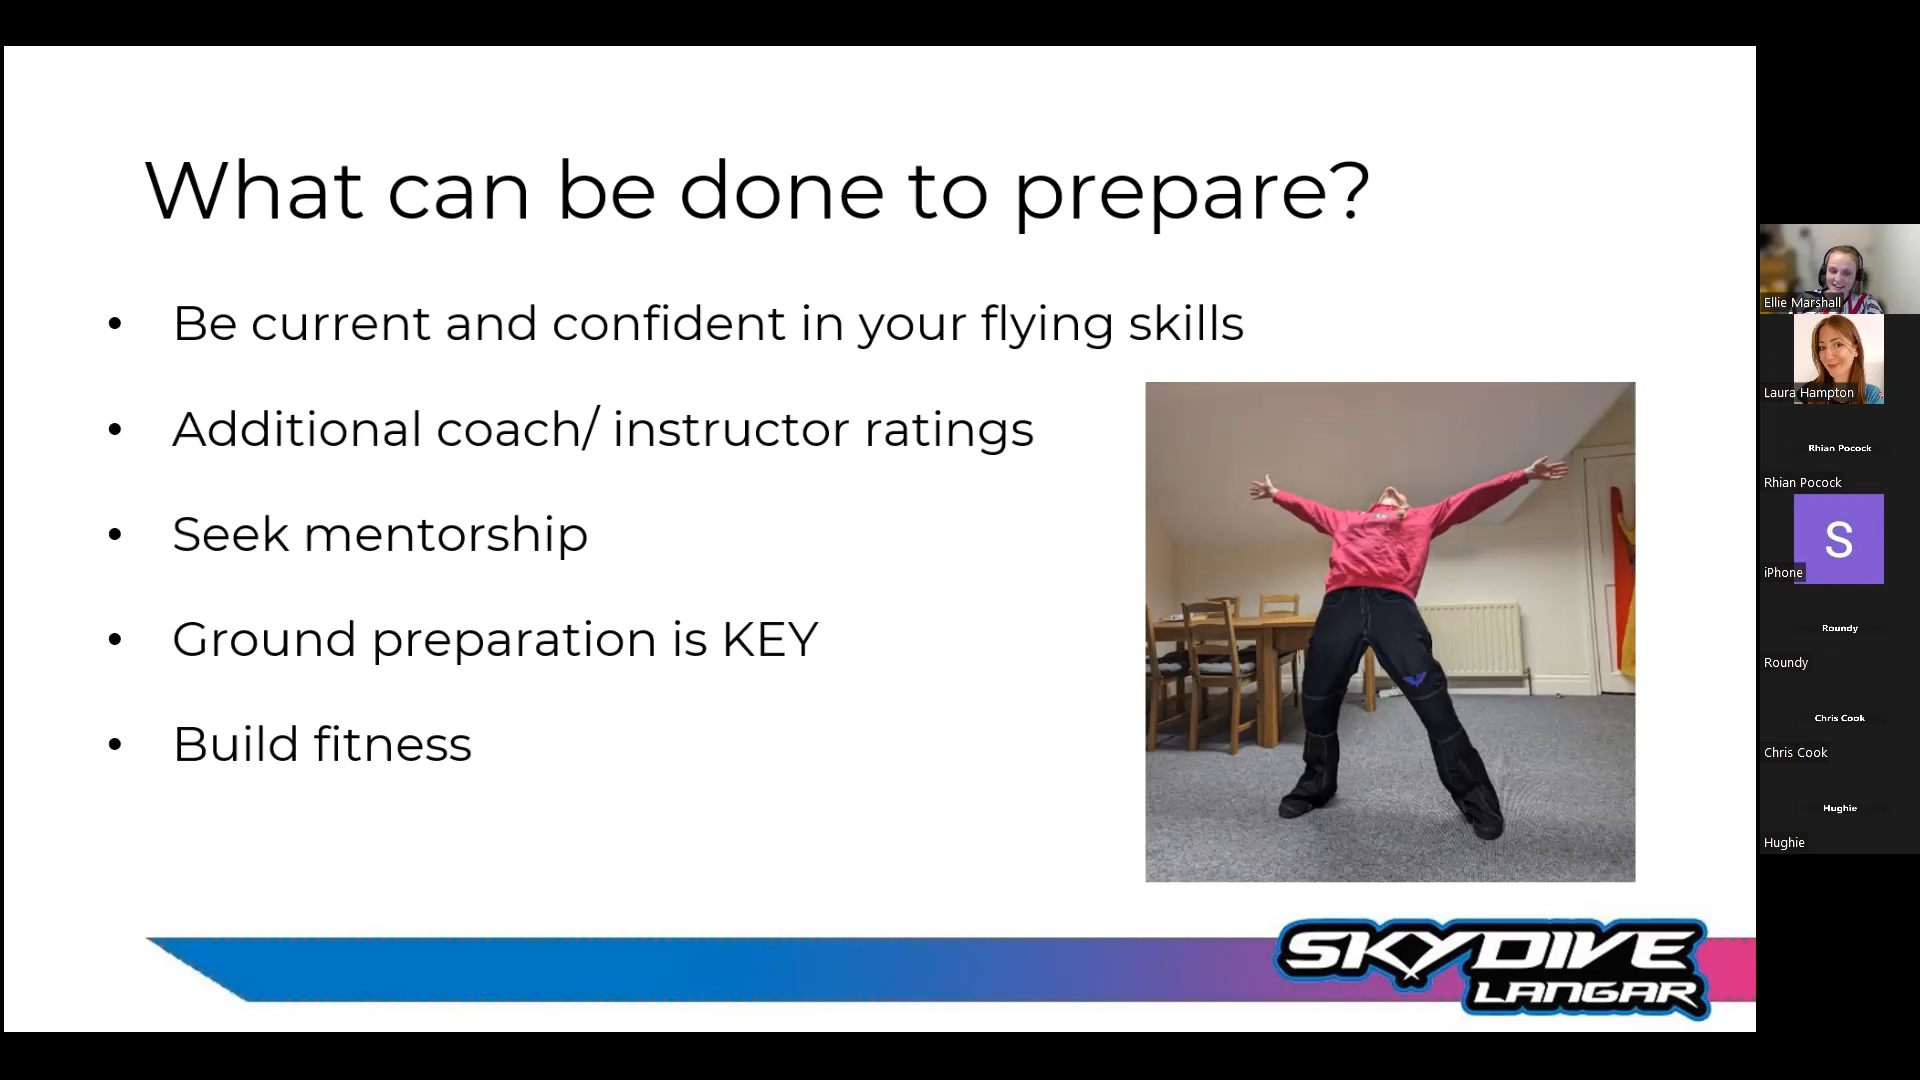 What can be done to prepare?
• Be current and confident in your flying skills
• Additional coach/ instructor ratings
• Seek mentorship
• Ground preparation is KEY
• Build fitness
SKYDIVE
LANGAR
Ellie Marshall
Laura Hampton
Rhian Pocock
Rhian Pocock
S
iPhone
Roundy
Roundy
Chris Cook
Chris Cook
Hughie
Hughie